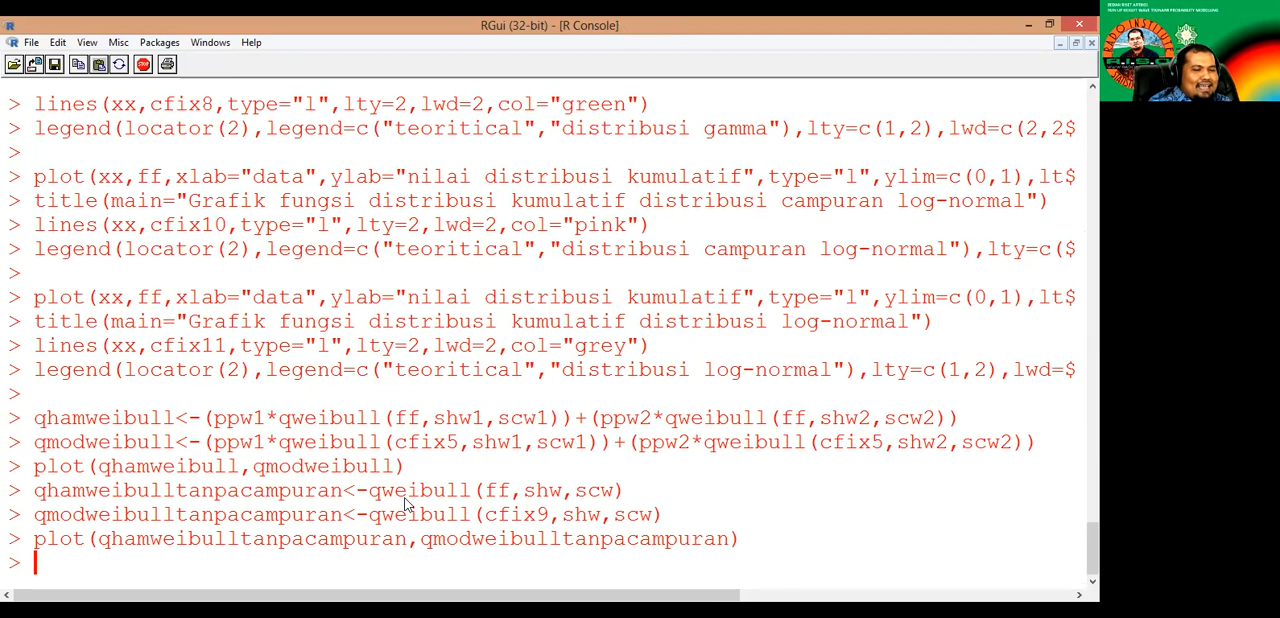 RGui (32-bit) - [R Console]
File Edit View Misc Packages Windows Help
STOP
> lines(xx,cfix8,type="l",lty=2,lwd=2,col="green")
> legend(locator(2),legend=c("teoritical","distribusi gamma"),lty=c(1,2),lwd=c(2,2$
>
> plot(xx,ff,xlab="data",ylab="nilai distribusi kumulatif",type="l",ylim=c(0,1),lt$
> title(main="Grafik fungsi distribusi kumulatif distribusi campuran log-normal")
> lines(xx,cfix10,type="l",lty=2,lwd=2,col="pink")
> legend(locator(2),legend=c("teoritical","distribusi campuran log-normal"),lty=c($
>
> plot(xx,ff,xlab="data",ylab="nilai distribusi kumulatif",type="l",ylim=c(0,1),lt$
> title(main="Grafik fungsi distribusi kumulatif distribusi log-normal")
> lines(xx,cfix11,type="l",lty=2,lwd=2,col="grey")
> legend(locator(2),legend=c("teoritical","distribusi log-normal"),lty=c(1,2),lwd=$
>
> qhamweibull<-(ppw1*qweibull(ff,shw1,scw1))+(ppw2*qweibull(ff,shw2,scw2))
> qmodweibull<-(ppw1*qweibull(cfix5,shw1,scw1))+(ppw2*qweibull(cfix5,shw2,scw2))
> plot(qhamweibull,qmodweibull)
> qhamweibulltanpacampuran<-qweibull(ff,shw,scw)
> qmodweibulltanpacampuran<-qweibull(cfix9,shw,scw)
> plot(qhamweibulltanpacampuran,qmodweibulltanpacampuran)
>
RADO INSTITUTE
R.I.S.C